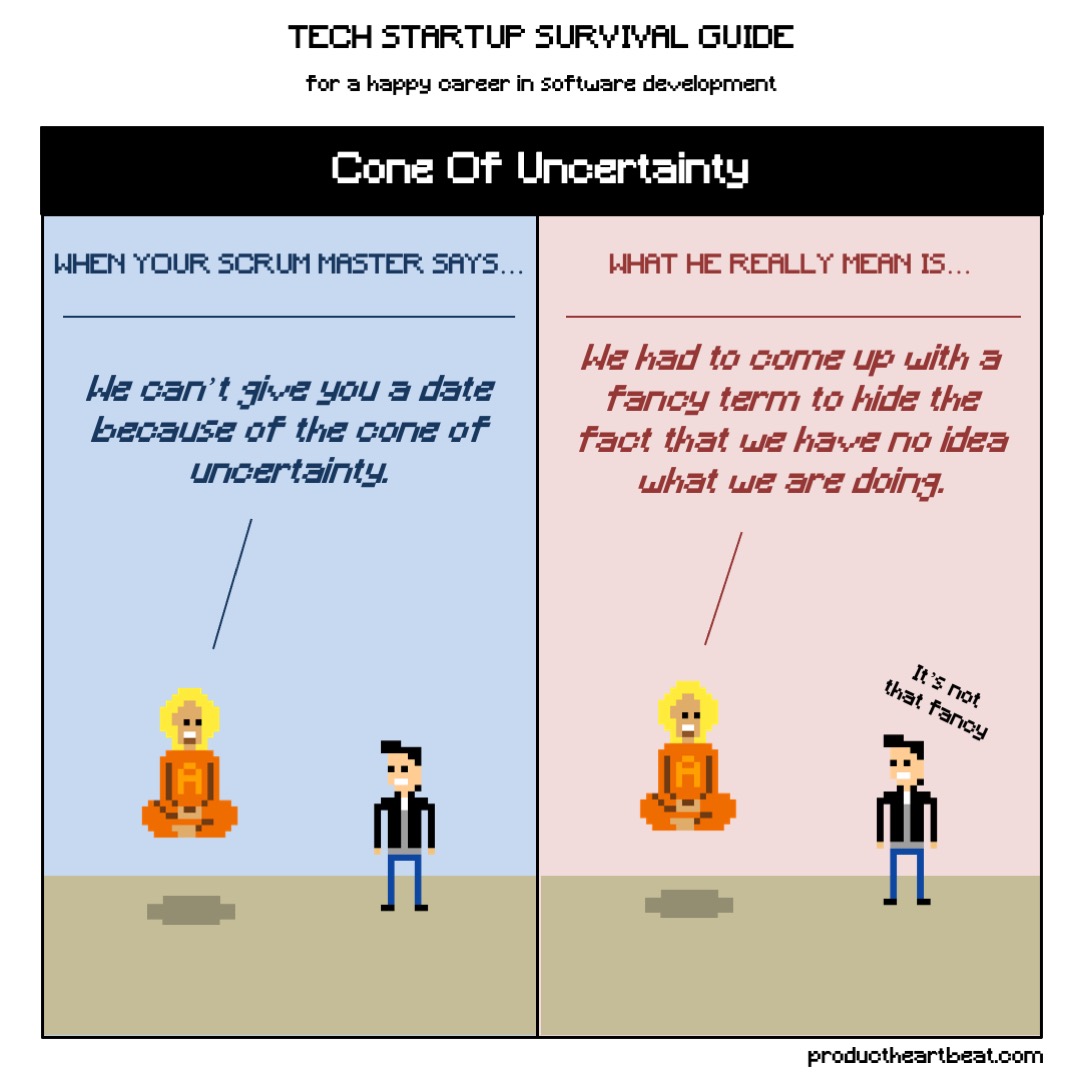 TECH STARTUP SURVIVAL GUIDE
for a happy career in software development
Cone Of Uncertainty
WHEN YOUR SCRUM MASTER SAYS...
We can't give you a date
because of the cone of
uncertainty.
WHAT HE REALLY MEAN IS...
We had to come up with a
fancy term to hide the
fact that we have no idea
what we are doing.
It's not
that fancy
A
A
productheartbeat.com